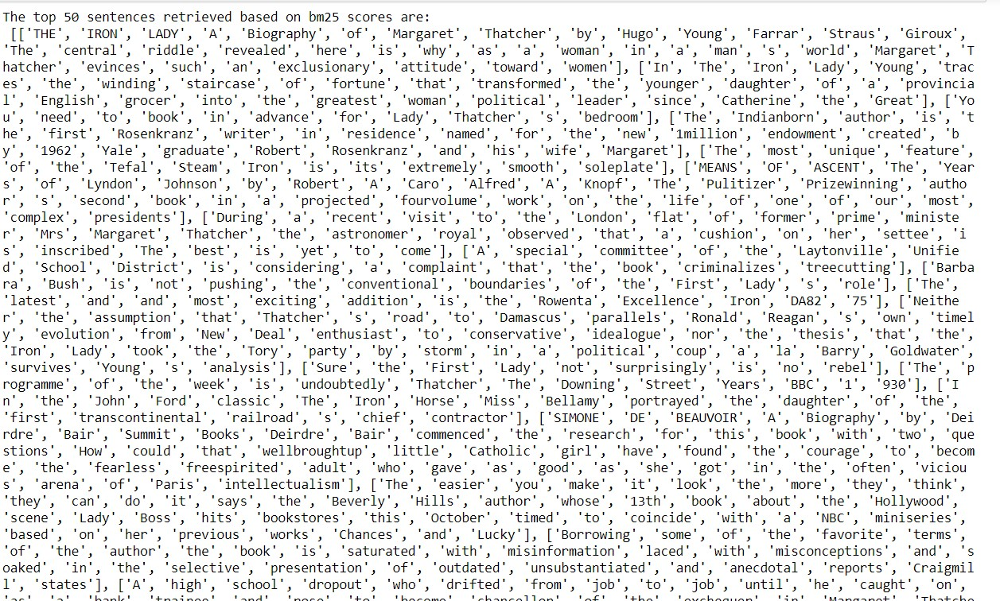 The top 50 sentences retrieved based on bm25 scores are:
[['THE', 'IRON', 'LADY', 'A', 'Biography', 'of', 'Margaret', 'Thatcher', 'by', 'Hugo', 'Young', 'Farrar', 'Straus', 'Giroux',
'The', 'central', 'riddle', 'revealed', 'here', 'is', 'why', 'as', 'a', 'woman', 'in', 'a', 'man', 's', 'world', 'Margaret', 'T
hatcher', 'evinces', 'such', 'an', 'exclusionary', 'attitude', 'toward', 'women'], ['In', 'The', 'Iron', 'Lady', 'Young', 'trac
es', 'the', 'winding', 'staircase', 'of', 'fortune', 'that', 'transformed', 'the', 'younger', 'daughter', 'of', 'a', 'provincia
l', 'English', 'grocer', 'into', 'the', 'greatest', 'woman', 'political', 'leader', 'since', 'Catherine', 'the', 'Great'], ['Yo
u', 'need', 'to', 'book', 'in', 'advance', 'for', 'Lady', 'Thatcher', 's', 'bedroom'], ['The', 'Indianborn', 'author', 'is', 't
he', 'first', 'Rosenkranz', 'writer', 'in', 'residence', 'named', 'for', 'the', 'new', '1million', 'endowment', 'created', 'b
y', '1962', 'Yale', 'graduate', 'Robert', 'Rosenkranz', 'and', 'his', 'wife', 'Margaret'], ['The', 'most', 'unique', 'feature',
'of', 'the', 'Tefal', 'Steam', 'Iron', 'is', 'its', 'extremely', 'smooth', 'soleplate'], ['MEANS', 'OF', 'ASCENT', 'The', 'Year
s', 'of', 'Lyndon', 'Johnson', 'by', 'Robert', 'A', 'Caro', 'Alfred', 'A', 'Knopf', 'The', 'Pulitizer', 'Prizewinning', 'autho
r', 's', 'second', 'book', 'in', 'a', 'projected', 'fourvolume', 'work', 'on', 'the', 'life', 'of', 'one', 'of', 'our', 'most',
'complex', 'presidents'], ['During', 'a', 'recent', 'visit', 'to', 'the', 'London', 'flat', 'of', 'former', 'prime', 'ministe
r', 'Mrs', 'Margaret', 'Thatcher', 'the', 'astronomer', 'royal', 'observed', 'that', 'a', 'cushion', 'on', 'her', 'settee', 'i
s', 'inscribed', 'The', 'best', 'is', 'yet', 'to', 'come'], ['A', 'special', 'committee', 'of', 'the', 'Laytonville', 'Unifie
d', 'School', 'District', 'is', 'considering', 'a', 'complaint', 'that', 'the', 'book', 'criminalizes', 'treecutting'], ['Barba
ra', 'Bush', 'is', 'not', 'pushing', 'the', 'conventional', 'boundaries', 'of', 'the', 'First', 'Lady', 's', 'role'], ['The',
'latest', 'and', 'and', 'most', 'exciting', 'addition', 'is', 'the', 'Rowenta', 'Excellence', 'Iron', 'DA82', '75'], ['Neithe
r', 'the', 'assumption', 'that', 'Thatcher', 's', 'road', 'to', 'Damascus', 'parallels', 'Ronald', 'Reagan', 's', 'own', 'timel
y', 'evolution', 'from', 'New', 'Deal', 'enthusiast', 'to', 'conservative', 'idealogue', 'nor', 'the', 'thesis', 'that', 'the',
'Iron', 'Lady', 'took', 'the', 'Tory', 'party', 'by', 'storm', 'in', 'a', 'political', 'coup', 'a', 'la', 'Barry', 'Goldwater',
'survives', 'Young', 's', 'analysis'], ['Sure', 'the', 'First', 'Lady', 'not', 'surprisingly', 'is', 'no', 'rebel'], ['The', 'p
rogramme', 'of', 'the', 'week', 'is', 'undoubtedly', 'Thatcher', 'The', 'Downing', 'Street', 'Years', 'BBC', '1', '930'], ['I
n', 'the', 'John', 'Ford', 'classic', 'The', 'Iron', 'Horse', 'Miss', 'Bellamy', 'portrayed', 'the', 'daughter', 'of', 'the',
'first', 'transcontinental', 'railroad', 's', 'chief', 'contractor'], ['SIMONE', 'DE', 'BEAUVOIR', 'A', 'Biography', 'by', 'Dei
rdre', 'Bair', 'Summit', 'Books', 'Deirdre', 'Bair', 'commenced', 'the', 'research', 'for', 'this', 'book', 'with', 'two', 'que
stions', 'How', 'could', 'that', 'wellbroughtup', 'little', 'Catholic', 'girl', 'have', 'found', 'the', 'courage', 'to', 'becom
e', 'the', 'fearless', 'freespirited', 'adult', 'who', 'gave', 'as', 'good', 'as', 'she', 'got', 'in', 'the', 'often', 'viciou
s', 'arena', 'of', 'Paris', 'intellectualism'], ['The', 'easier', 'you', 'make', 'it', 'look', 'the', 'more', 'they', 'think',
'they', 'can', 'do', 'it', 'says', 'the', 'Beverly', 'Hills', 'author', 'whose', '13th', 'book', 'about', 'the', 'Hollywood',
'scene', 'Lady', 'Boss', 'hits', 'bookstores', 'this', 'October', 'timed', 'to', 'coincide', 'with', 'a', 'NBC', 'miniseries',
'based', 'on', 'her', 'previous', 'works', 'Chances', 'and', 'Lucky'], ['Borrowing', 'some', 'of', 'the', 'favorite', 'terms',
'of', 'the', 'author', 'the', 'book', 'is', 'saturated', 'with', 'misinformation', 'laced', 'with', 'misconceptions', 'and', 's
oaked', 'in', 'the', 'selective', 'presentation', 'of', 'outdated', 'unsubstantiated', 'and', 'anecdotal', 'reports', 'Craigmil
l', 'states'], ['A', 'high', 'school', 'dropout', 'who', 'drifted', 'from', 'job', 'to', 'job', 'until', 'he', 'caught', 'on',
'as', 'a', 'bank', 'trainee', 'and', 'rose', 'to', 'become', 'chancellor', 'of', 'the', 'exchequer', 'in', 'Margaret', 'Thatche